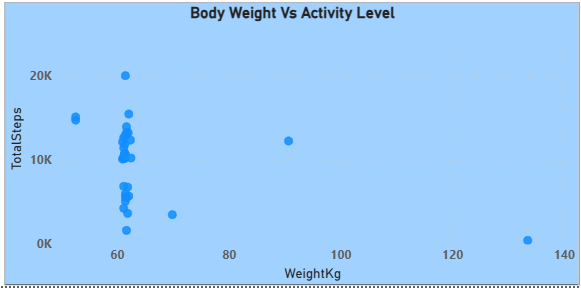 Body Weight Vs Activity Level
20K
10K
0K
TotalSteps
60 80 100 120 140
WeightKg